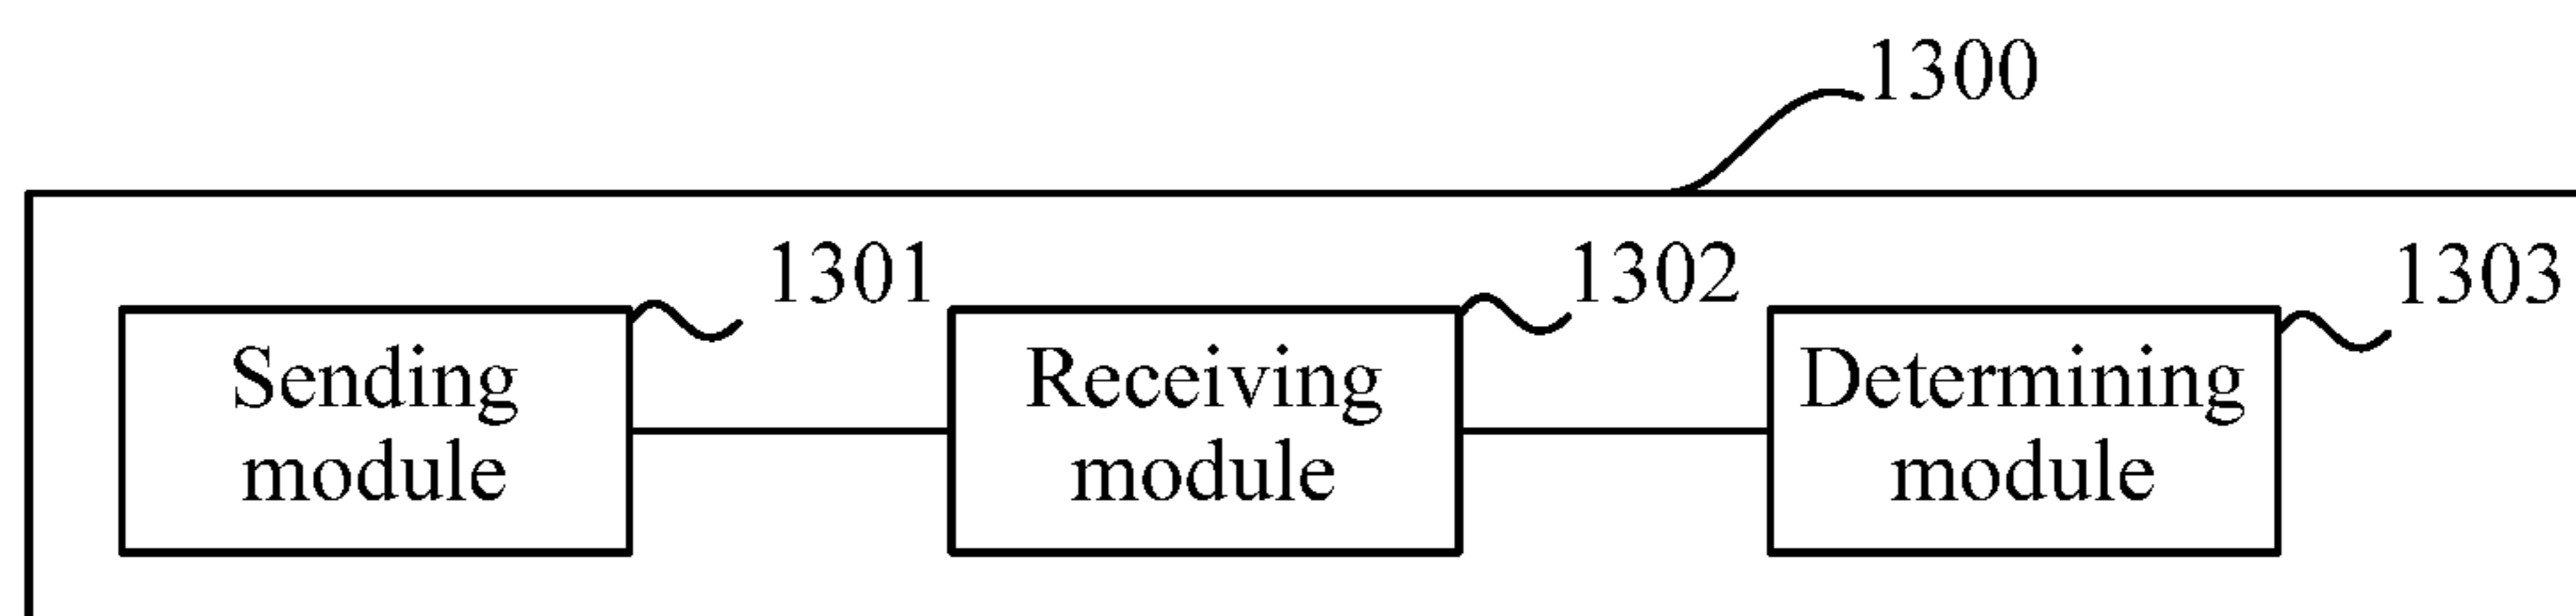 1300
1301
1302
1303
Sending
module
Receiving
module
Determining
module